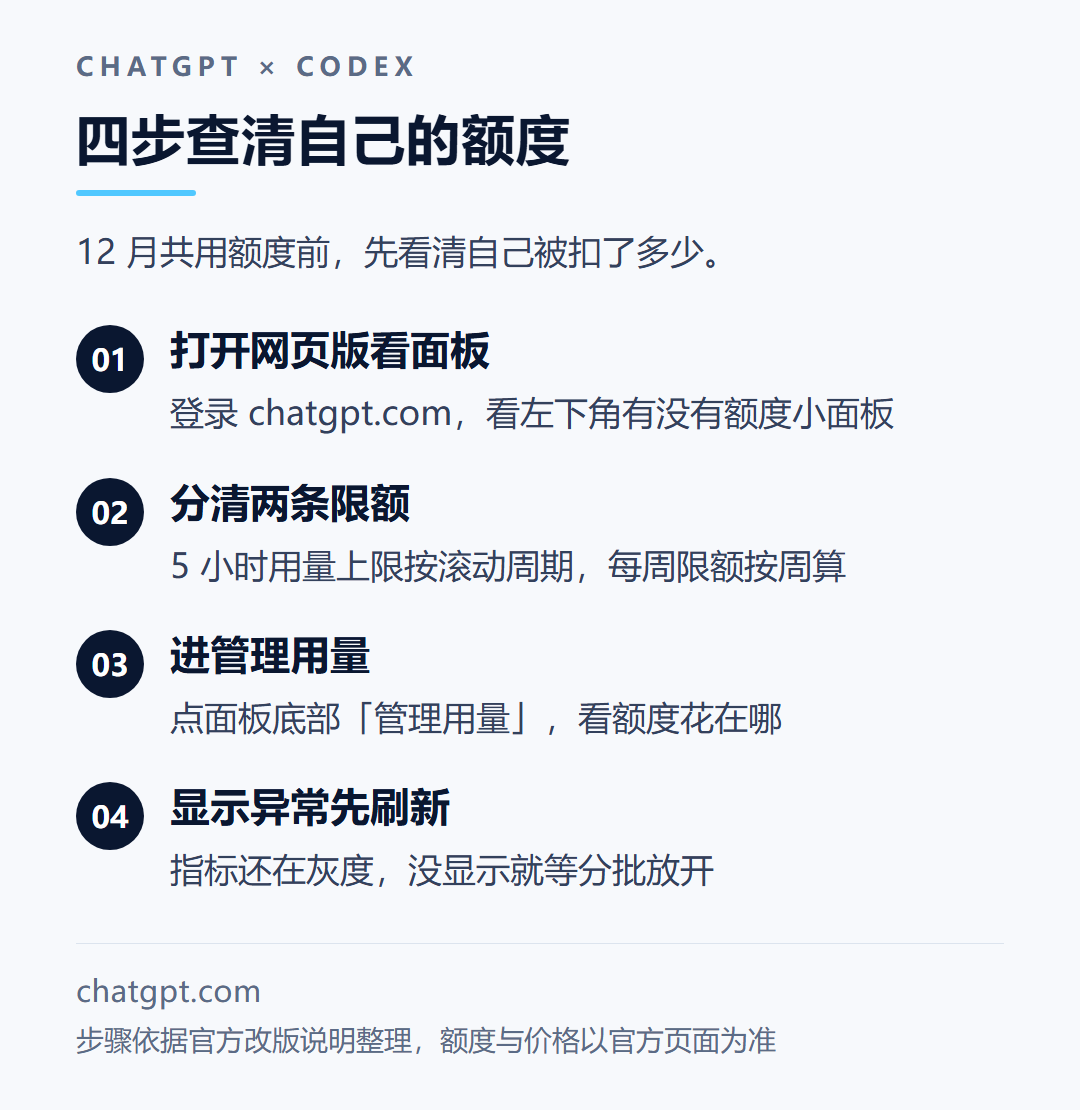 CHATGPT × CODEX
四步查清自己的额度
12 月共用额度前，先看清自己被扣了多少。
01
打开网页版看面板
登录 chatgpt.com，看左下角有没有额度小面板
02
分清两条限额
5 小时用量上限按滚动周期，每周限额按周算
03
进管理用量
点面板底部「管理用量」，看额度花在哪
04
显示异常先刷新
指标还在灰度，没显示就等分批放开
chatgpt.com
步骤依据官方改版说明整理，额度与价格以官方页面为准